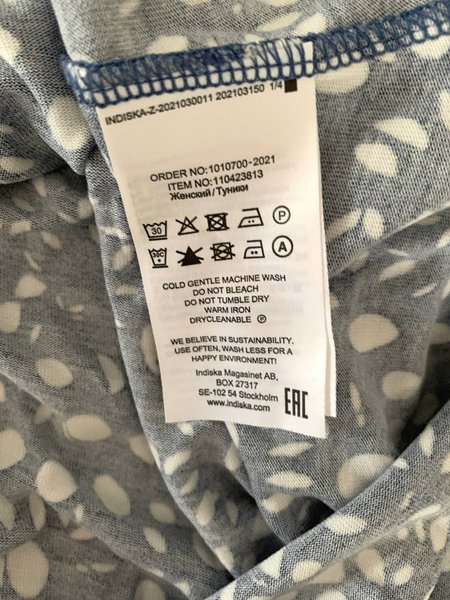 INDISKA-Z-2021030011 202103150 1/4
ORDER NO:1010700-2021
ITEM NO:110423813
Женский/Туники
30 P
30C A
COLD GENTLE MACHINE WASH
DO NOT BLEACH
DO NOT TUMBLE DRY
WARM IRON
DRYCLEANABLE P
WE BELIEVE IN SUSTAINABILITY.
USE OFTEN, WASH LESS FOR A
HAPPY ENVIRONMENT!
Indiska Magasinet AB,
BOX 27317
SE-102 54 Stockholm
www.indiska.com
EAC